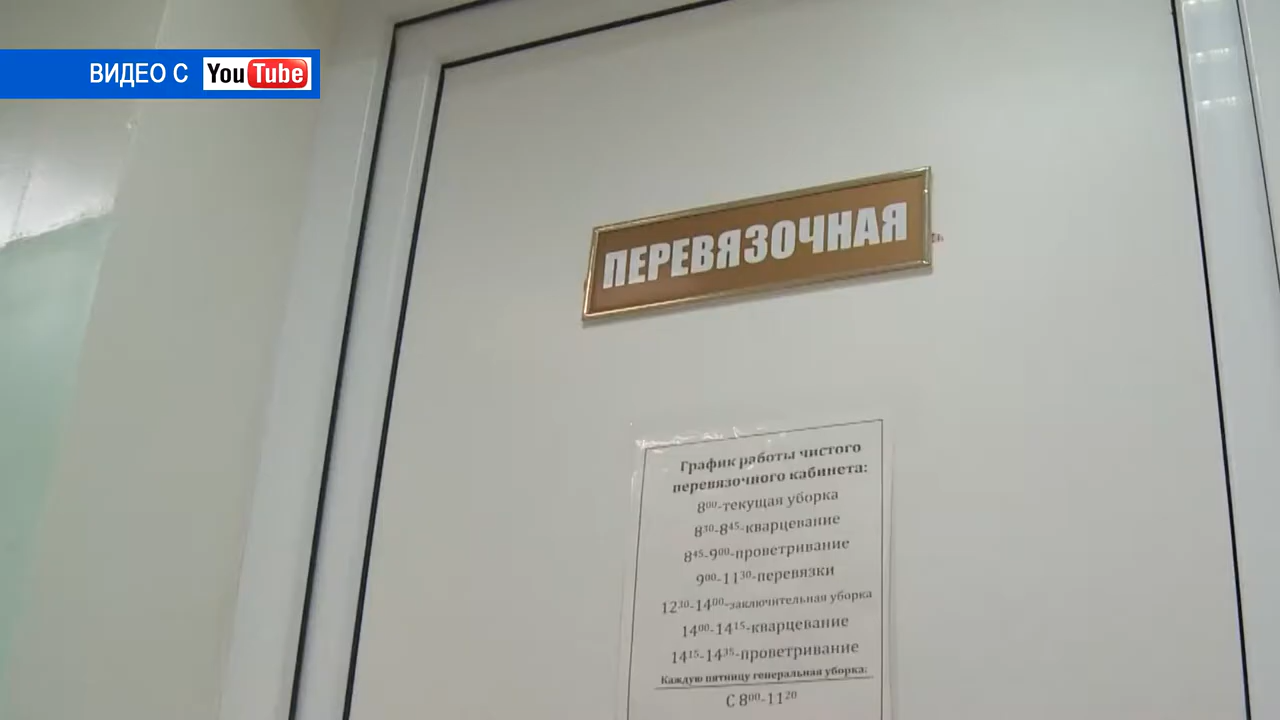 ВИДЕО С YouTube
ПЕРЕВЯЗОЧНАЯ
График работы чистого
перевязочного кабинета:
8⁰⁰-текущая уборка
8³⁰-8⁴⁵-кварцевание
8⁴⁵-9⁰⁰-проветривание
9⁰⁰-11³⁰-перевязки
12³⁰-14⁰⁰-заключительная уборка
14⁰⁰-14¹⁵-кварцевание
14¹⁵-14³⁵-проветривание
Каждую пятницу генеральная уборка:
С 8⁰⁰-11²⁰